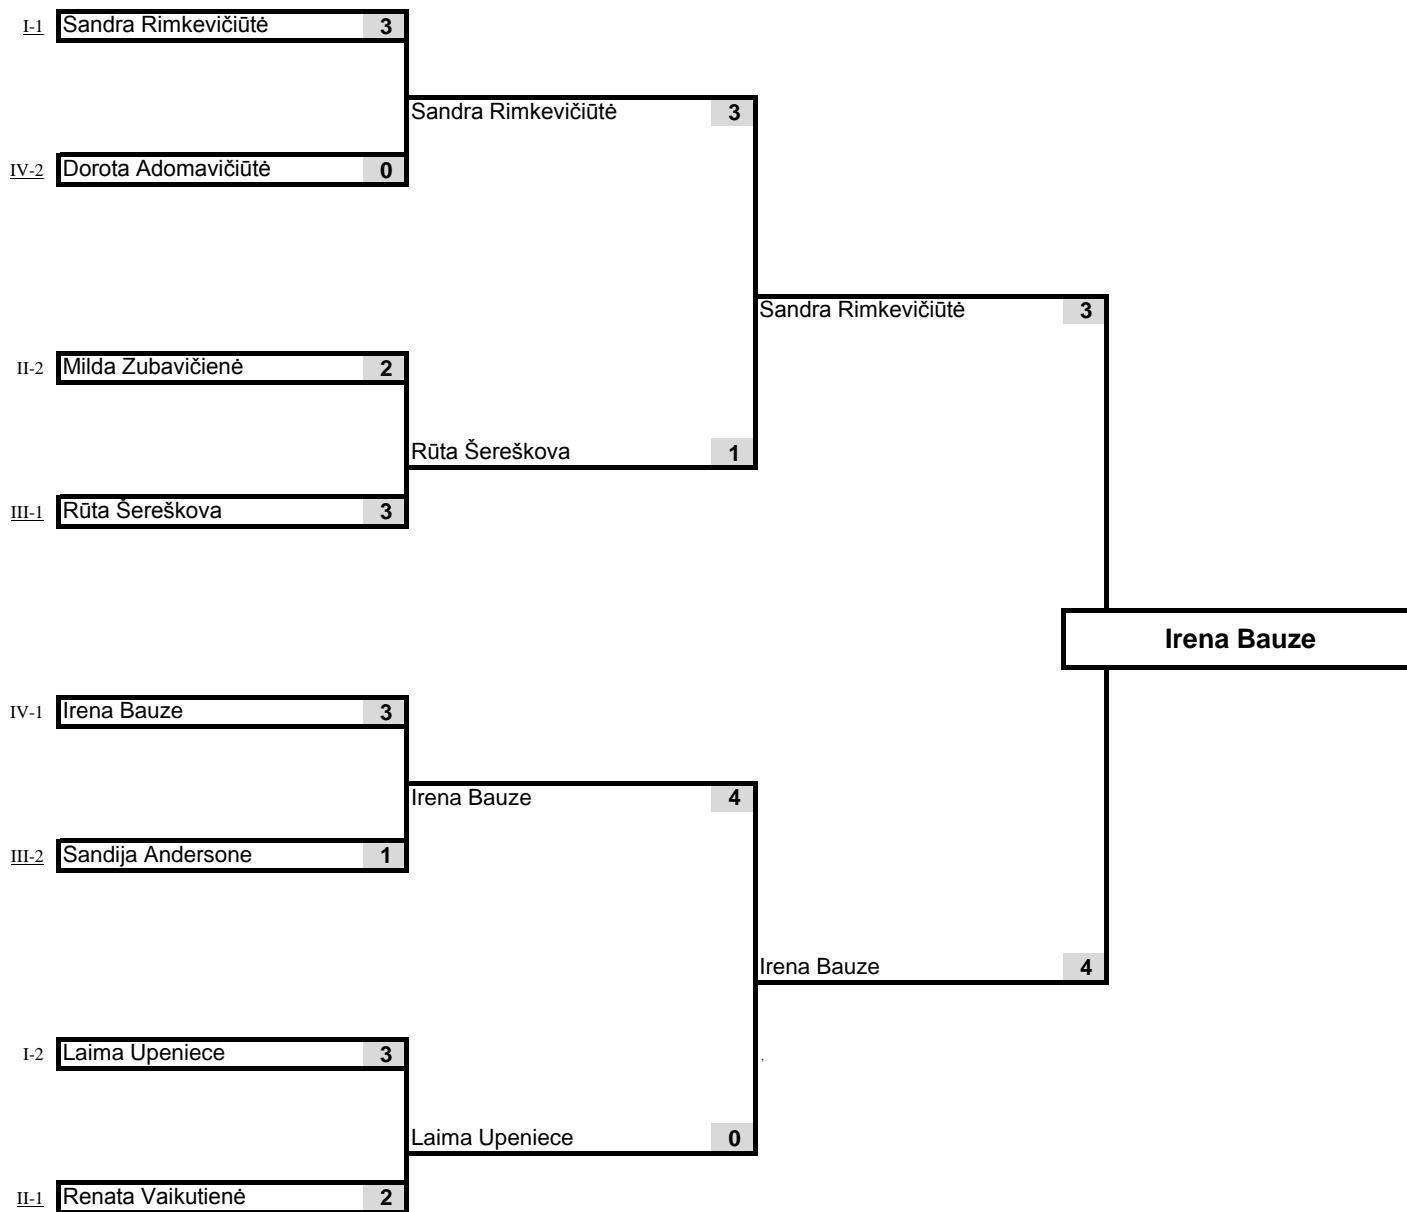 I-1 Sandra Rimkevičiūtė 3
Sandra Rimkevičiūtė 3
IV-2 Dorota Adomavičiūtė 0
Sandra Rimkevičiūtė 3
II-2 Milda Zubavičienė 2
Rūta Šereškova 1
III-1 Rūta Šereškova 3
Irena Bauze
IV-1 Irena Bauze 3
Irena Bauze 4
III-2 Sandija Andersone 1
Irena Bauze 4
I-2 Laima Upeniece 3
,
Laima Upeniece 0
II-1 Renata Vaikutienė 2